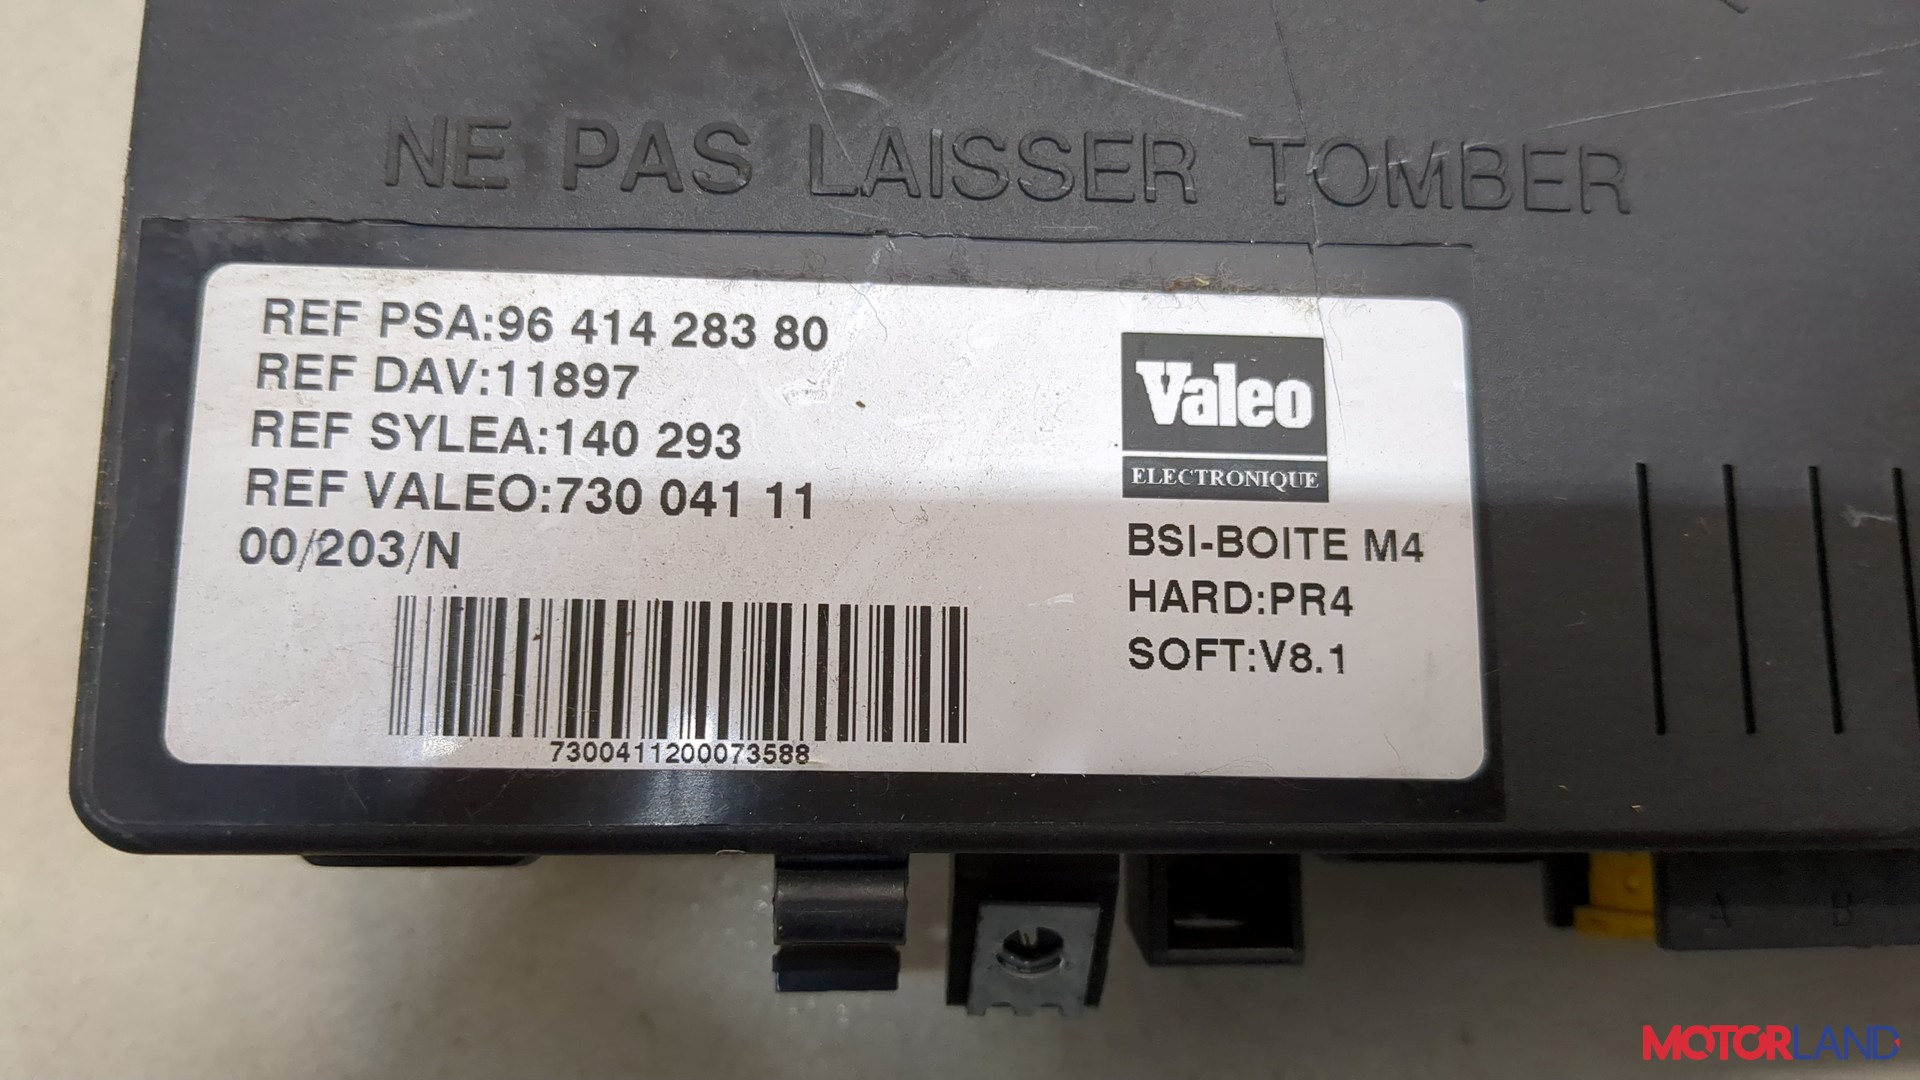 NE PAS LAISSER TOMBER
REF PSA:96 414 283 80
REF DAV:11897
REF SYLEA:140 293
REF VALEO:730 041 11
00/203/N
7300411200073588
Valeo
ELECTRONIQUE
BSI-BOITE M4
HARD:PR4
SOFT:V8.1
A B
MOTORLAND